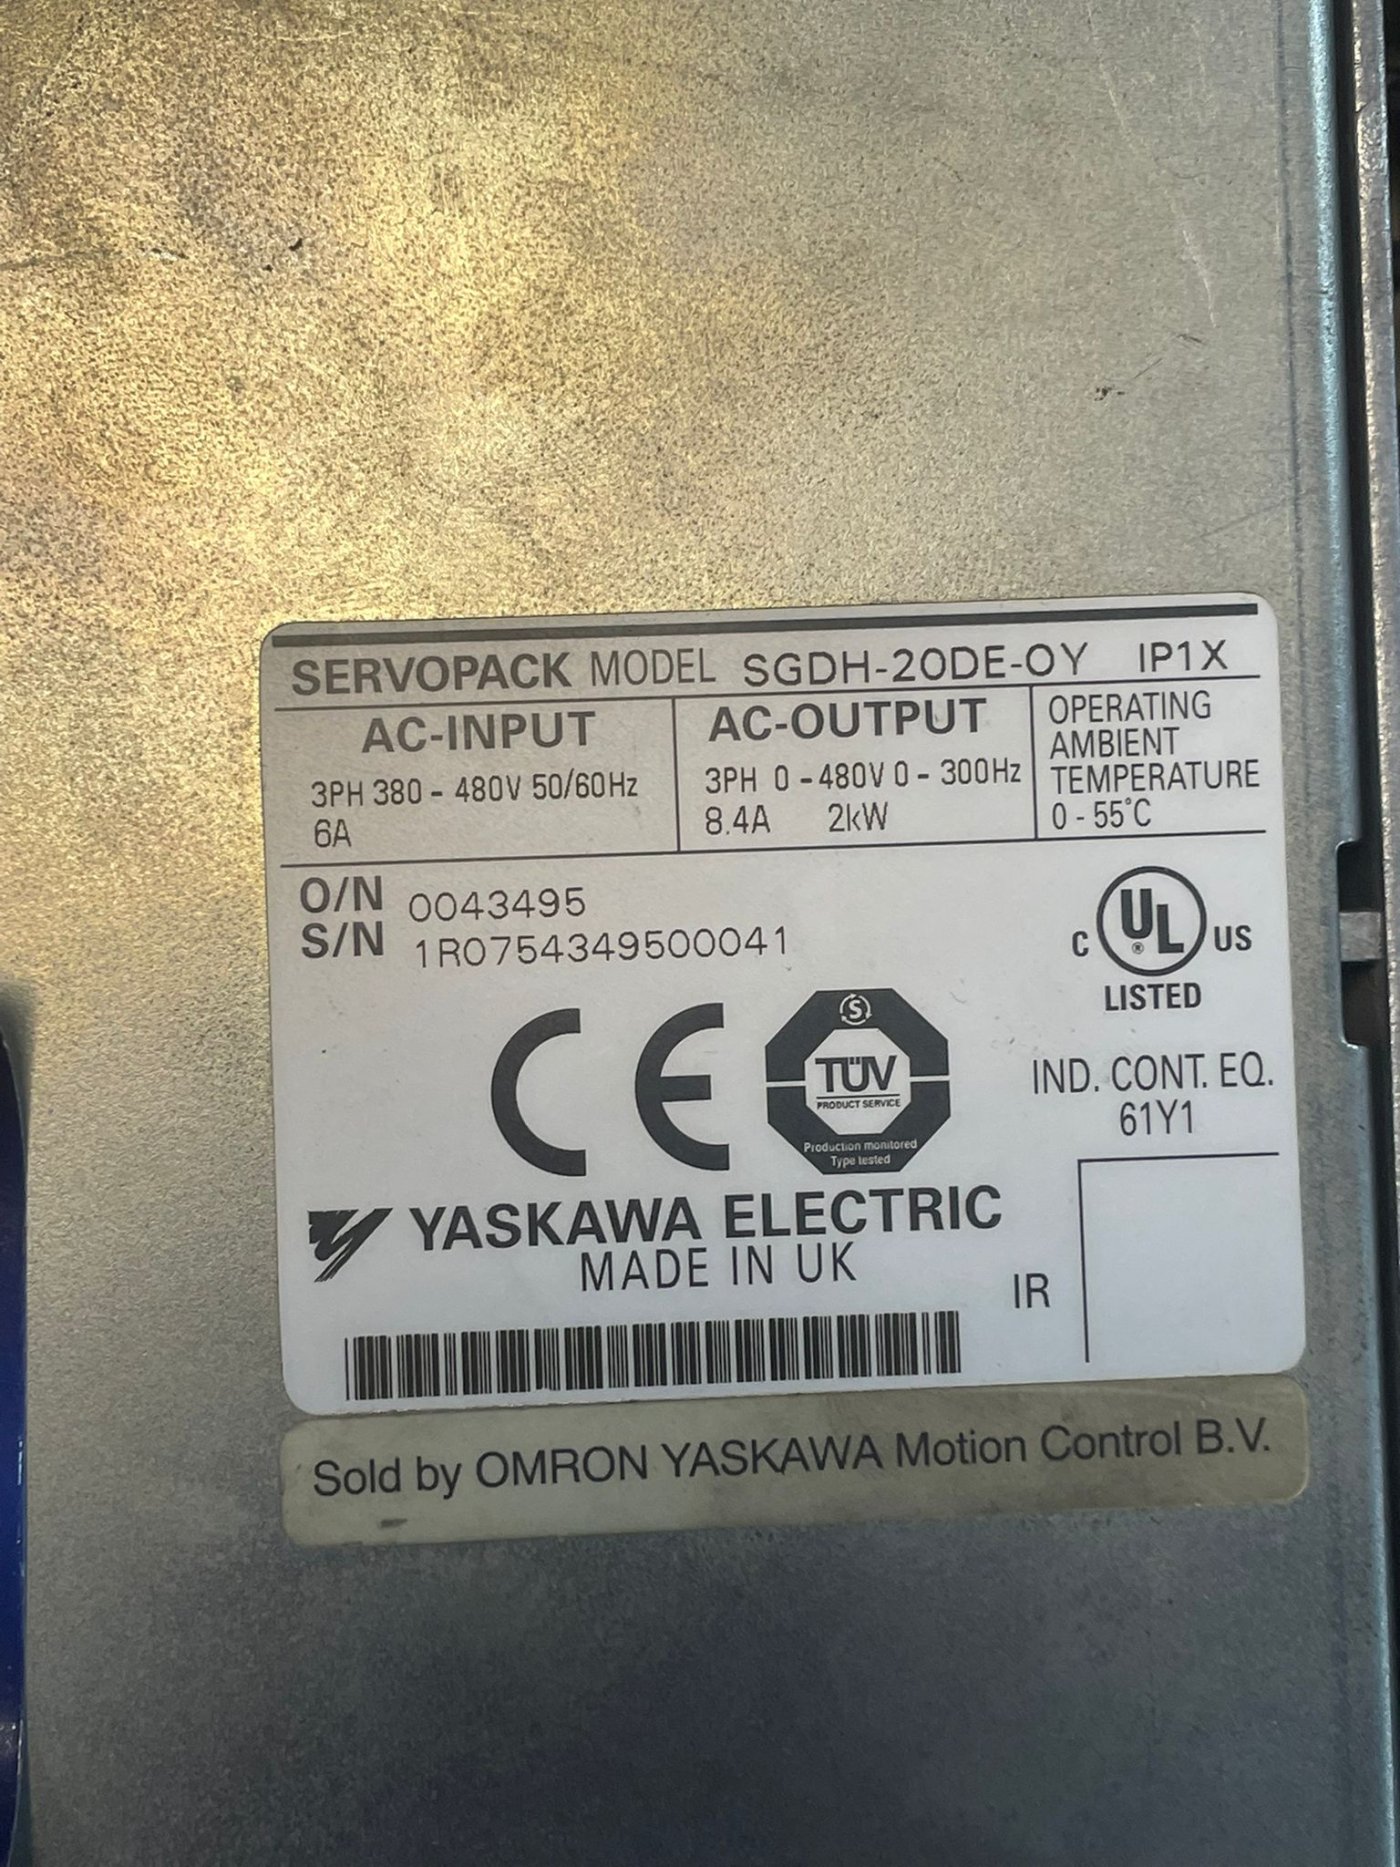 SERVOPACK MODEL SGDH-20DE-OY IP1X
AC-INPUT
3PH 380 - 480V 50/60Hz
6A
AC-OUTPUT
3PH 0 - 480V 0 - 300Hz
8.4A 2kW
OPERATING
AMBIENT
TEMPERATURE
0 - 55°C
O/N 0043495
S/N 1R0754349500041
C UL ® US
LISTED
IND. CONT. EQ.
61Y1
CE
S
TÜV
PRODUCT SERVICE
Production monitored
Type tested
YASKAWA ELECTRIC
MADE IN UK
IR
Sold by OMRON YASKAWA Motion Control B.V.